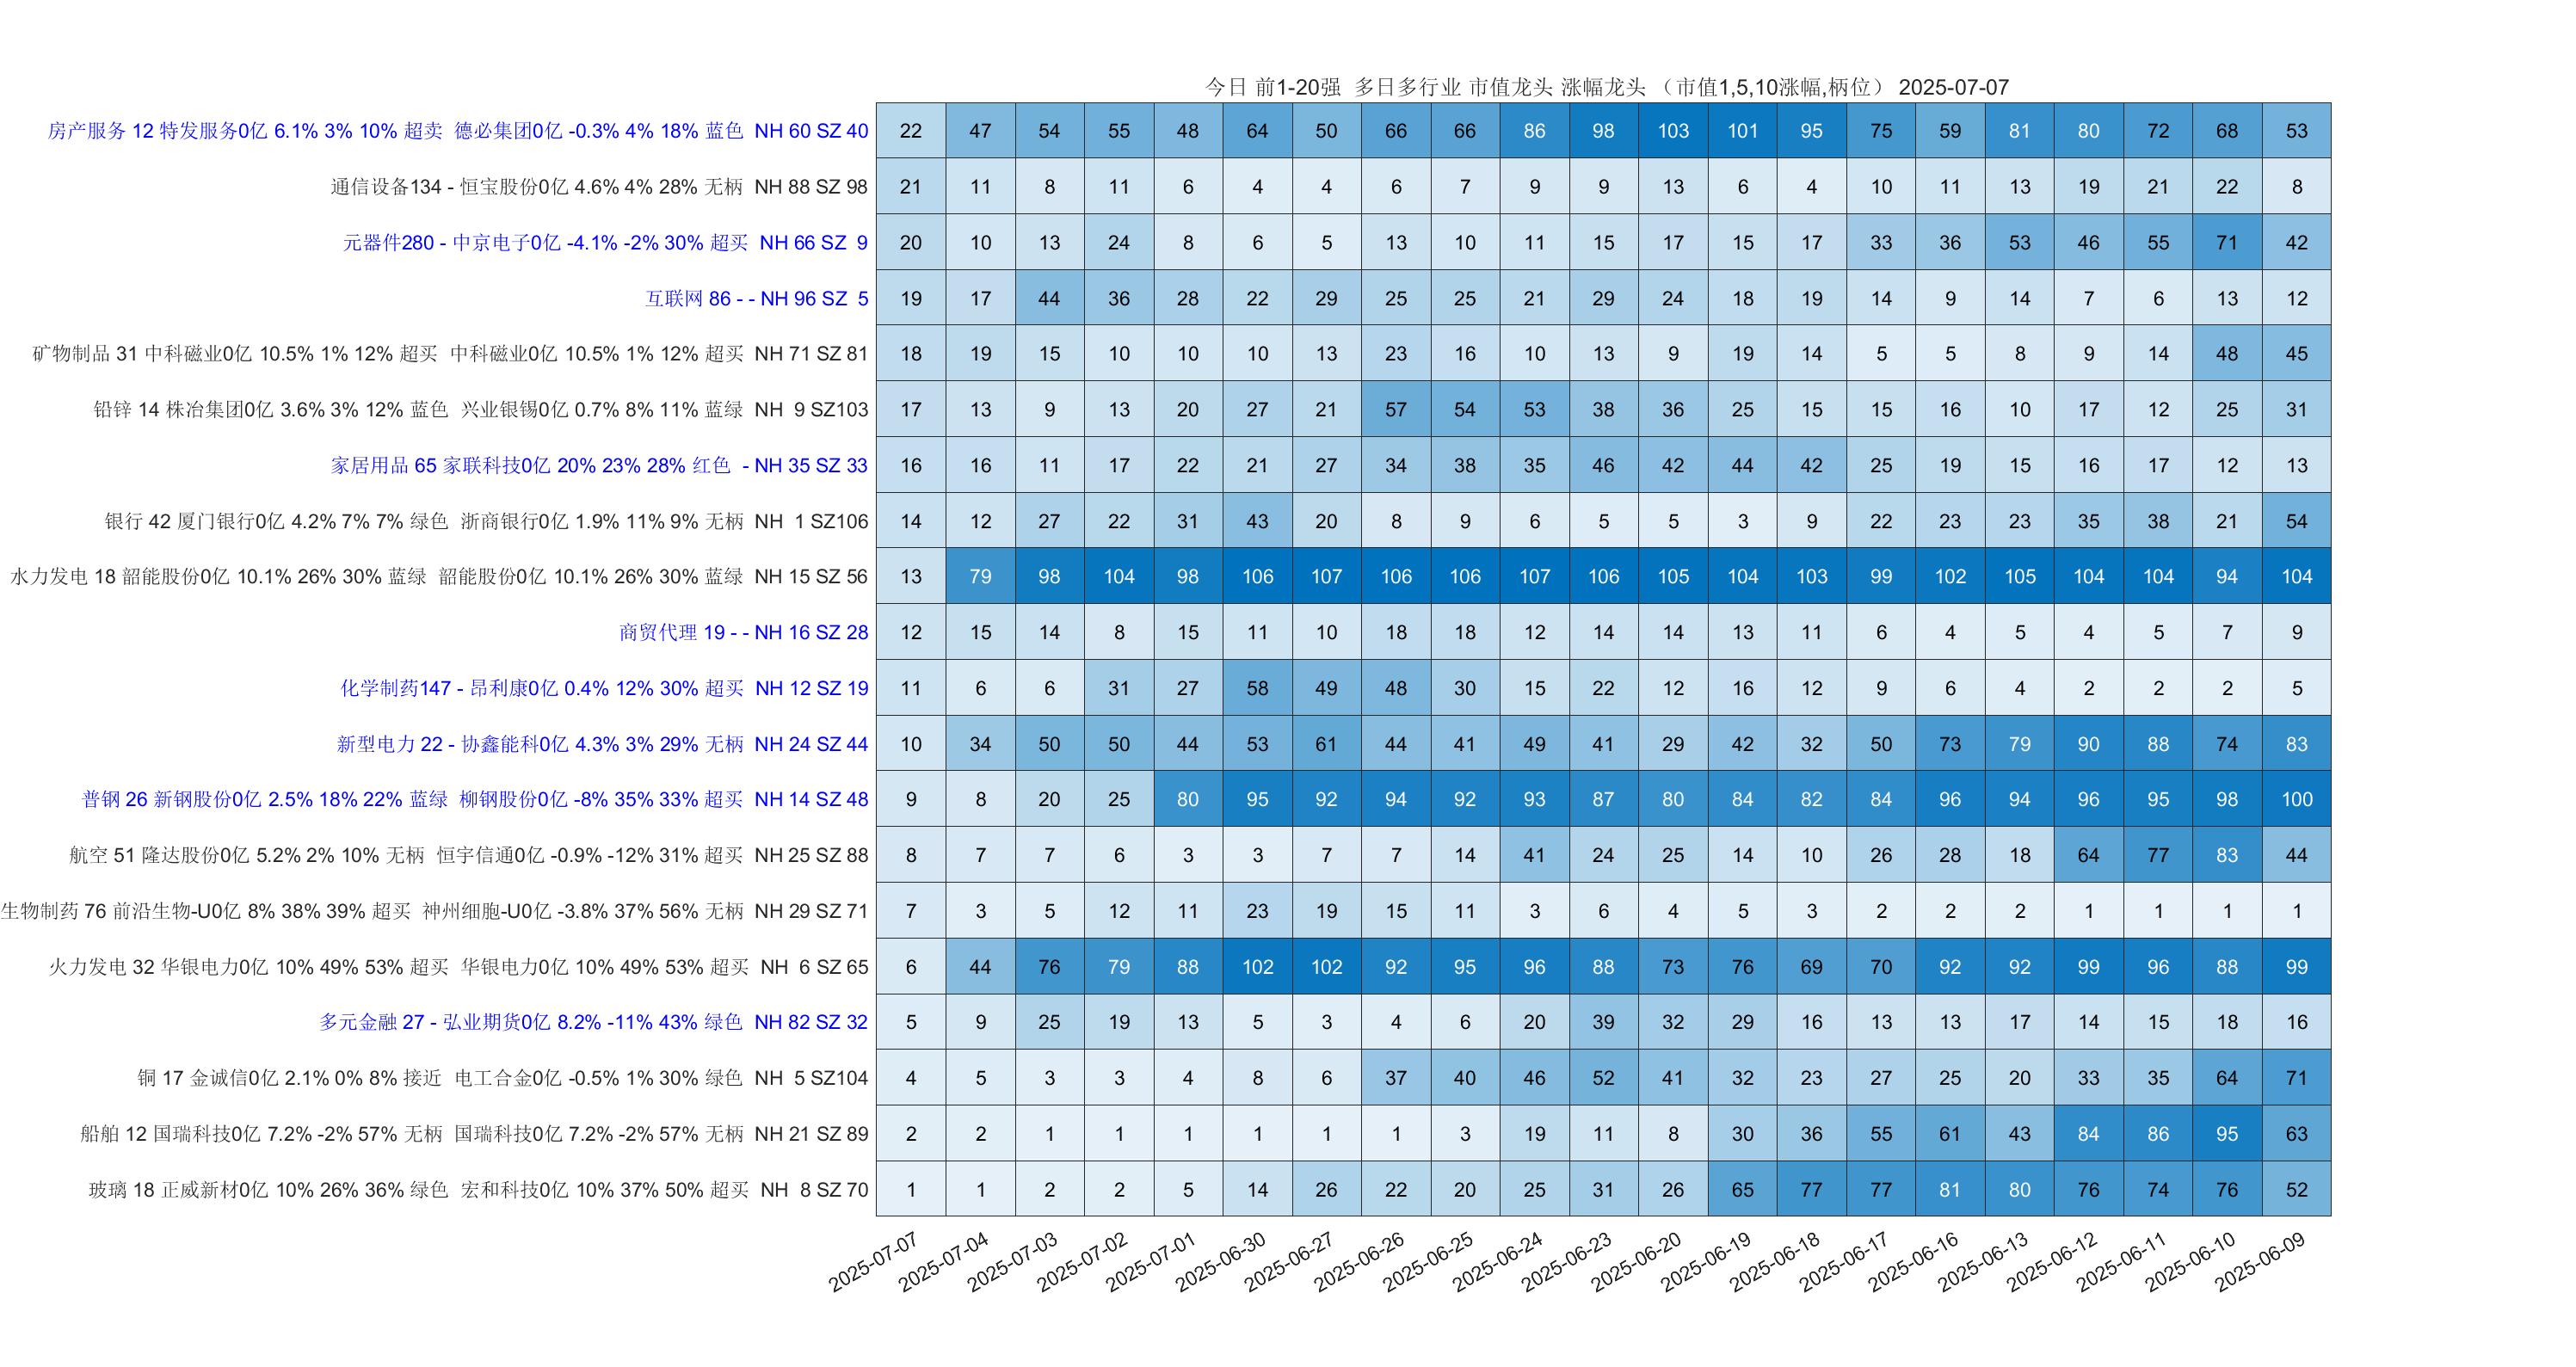 今日 前1-20强 多日多行业 市值龙头 涨幅龙头 （市值1,5,10涨幅,柄位） 2025-07-07
房产服务 12 特发服务0亿 6.1% 3% 10% 超卖 德必集团0亿 -0.3% 4% 18% 蓝色 NH 60 SZ 40 22 47 54 55 48 64 50 66 66 86 98 103 101 95 75 59 81 80 72 68 53
通信设备134 - 恒宝股份0亿 4.6% 4% 28% 无柄 NH 88 SZ 98 21 11 8 11 6 4 4 6 7 9 9 13 6 4 10 11 13 19 21 22 8
元器件280 - 中京电子0亿 -4.1% -2% 30% 超买 NH 66 SZ 9 20 10 13 24 8 6 5 13 10 11 15 17 15 17 33 36 53 46 55 71 42
互联网 86 - - NH 96 SZ 5 19 17 44 36 28 22 29 25 25 21 29 24 18 19 14 9 14 7 6 13 12
矿物制品 31 中科磁业0亿 10.5% 1% 12% 超买 中科磁业0亿 10.5% 1% 12% 超买 NH 71 SZ 81 18 19 15 10 10 10 13 23 16 10 13 9 19 14 5 5 8 9 14 48 45
铅锌 14 株冶集团0亿 3.6% 3% 12% 蓝色 兴业银锡0亿 0.7% 8% 11% 蓝绿 NH 9 SZ103 17 13 9 13 20 27 21 57 54 53 38 36 25 15 15 16 10 17 12 25 31
家居用品 65 家联科技0亿 20% 23% 28% 红色 - NH 35 SZ 33 16 16 11 17 22 21 27 34 38 35 46 42 44 42 25 19 15 16 17 12 13
银行 42 厦门银行0亿 4.2% 7% 7% 绿色 浙商银行0亿 1.9% 11% 9% 无柄 NH 1 SZ106 14 12 27 22 31 43 20 8 9 6 5 5 3 9 22 23 23 35 38 21 54
水力发电 18 韶能股份0亿 10.1% 26% 30% 蓝绿 韶能股份0亿 10.1% 26% 30% 蓝绿 NH 15 SZ 56 13 79 98 104 98 106 107 106 106 107 106 105 104 103 99 102 105 104 104 94 104
商贸代理 19 - - NH 16 SZ 28 12 15 14 8 15 11 10 18 18 12 14 14 13 11 6 4 5 4 5 7 9
化学制药147 - 昂利康0亿 0.4% 12% 30% 超买 NH 12 SZ 19 11 6 6 31 27 58 49 48 30 15 22 12 16 12 9 6 4 2 2 2 5
新型电力 22 - 协鑫能科0亿 4.3% 3% 29% 无柄 NH 24 SZ 44 10 34 50 50 44 53 61 44 41 49 41 29 42 32 50 73 79 90 88 74 83
普钢 26 新钢股份0亿 2.5% 18% 22% 蓝绿 柳钢股份0亿 -8% 35% 33% 超买 NH 14 SZ 48 9 8 20 25 80 95 92 94 92 93 87 80 84 82 84 96 94 96 95 98 100
航空 51 隆达股份0亿 5.2% 2% 10% 无柄 恒宇信通0亿 -0.9% -12% 31% 超买 NH 25 SZ 88 8 7 7 6 3 3 7 7 14 41 24 25 14 10 26 28 18 64 77 83 44
生物制药 76 前沿生物-U0亿 8% 38% 39% 超买 神州细胞-U0亿 -3.8% 37% 56% 无柄 NH 29 SZ 71 7 3 5 12 11 23 19 15 11 3 6 4 5 3 2 2 2 1 1 1 1
火力发电 32 华银电力0亿 10% 49% 53% 超买 华银电力0亿 10% 49% 53% 超买 NH 6 SZ 65 6 44 76 79 88 102 102 92 95 96 88 73 76 69 70 92 92 99 96 88 99
多元金融 27 - 弘业期货0亿 8.2% -11% 43% 绿色 NH 82 SZ 32 5 9 25 19 13 5 3 4 6 20 39 32 29 16 13 13 17 14 15 18 16
铜 17 金诚信0亿 2.1% 0% 8% 接近 电工合金0亿 -0.5% 1% 30% 绿色 NH 5 SZ104 4 5 3 3 4 8 6 37 40 46 52 41 32 23 27 25 20 33 35 64 71
船舶 12 国瑞科技0亿 7.2% -2% 57% 无柄 国瑞科技0亿 7.2% -2% 57% 无柄 NH 21 SZ 89 2 2 1 1 1 1 1 1 3 19 11 8 30 36 55 61 43 84 86 95 63
玻璃 18 正威新材0亿 10% 26% 36% 绿色 宏和科技0亿 10% 37% 50% 超买 NH 8 SZ 70 1 1 2 2 5 14 26 22 20 25 31 26 65 77 77 81 80 76 74 76 52
2025-07-07 2025-07-04 2025-07-03 2025-07-02 2025-07-01 2025-06-30 2025-06-27 2025-06-26 2025-06-25 2025-06-24 2025-06-23 2025-06-20 2025-06-19 2025-06-18 2025-06-17 2025-06-16 2025-06-13 2025-06-12 2025-06-11 2025-06-10 2025-06-09